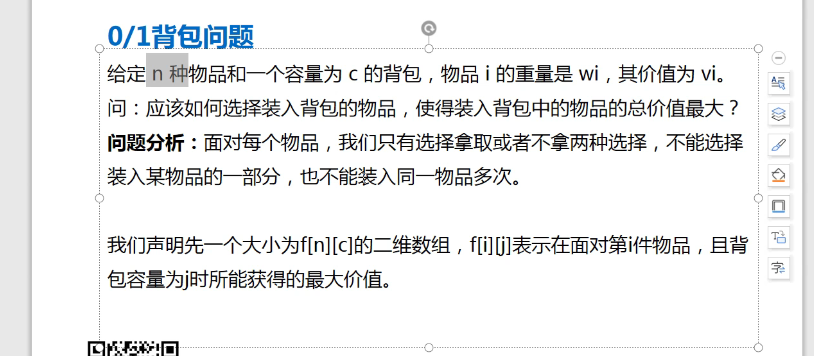 0/1背包问题
给定 n 种物品和一个容量为 c 的背包，物品 i 的重量是 wi，其价值为 vi。
问：应该如何选择装入背包的物品，使得装入背包中的物品的总价值最大？
问题分析：面对每个物品，我们只有选择拿取或者不拿两种选择，不能选择
装入某物品的一部分，也不能装入同一物品多次。
我们声明先一个大小为f[n][c]的二维数组，f[i][j]表示在面对第i件物品，且背
包容量为j时所能获得的最大价值。